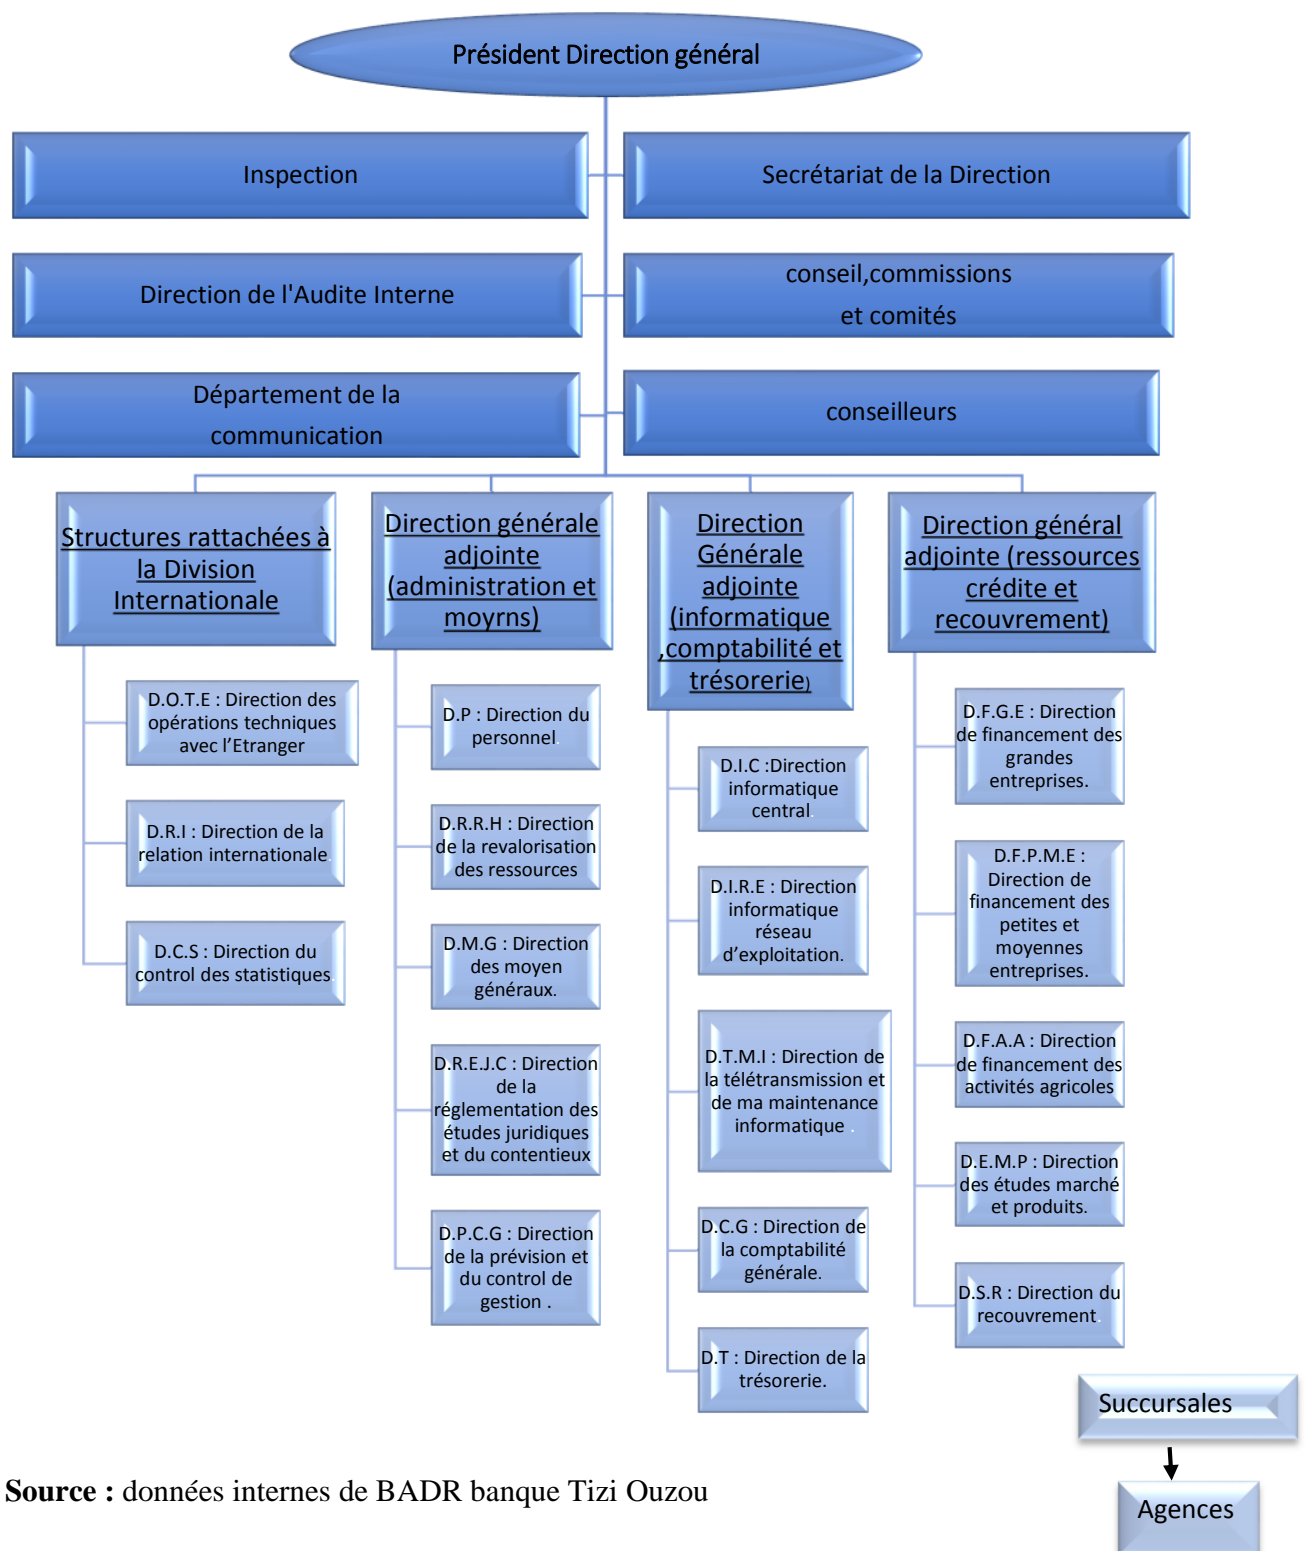 Président Direction général
Inspection
Secrétariat de la Direction
Direction de l'Audite Interne
conseil,commissions
et comités
Département de la
communication
conseilleurs
Structures rattachées à
la Division
Internationale
D.O.T.E : Direction des
opérations techniques
avec l’Etranger
D.R.I : Direction de la
relation internationale.
D.C.S : Direction du
control des statistiques
Direction générale
adjointe
(administration et
moyrns)
D.P : Direction du
personnel.
D.R.R.H : Direction
de la revalorisation
des ressources
D.M.G : Direction
des moyen
généraux.
D.R.E.J.C : Direction
de la
réglementation des
études juridiques
et du contentieux
D.P.C.G : Direction
de la prévision et
du control de
gestion .
Direction
Générale
adjointe
(informatique
,comptabilité et
trésorerie)
D.I.C :Direction
informatique
central.
D.I.R.E : Direction
informatique
réseau
d’exploitation.
D.T.M.I : Direction de
la télétransmission et
de ma maintenance
informatique .
D.C.G : Direction de
la comptabilité
générale.
D.T : Direction de la
trésorerie.
Direction général
adjointe (ressources
crédite et
recouvrement)
D.F.G.E : Direction
de financement des
grandes
entreprises.
D.F.P.M.E :
Direction de
financement des
petites et
moyennes
entreprises.
D.F.A.A : Direction
de financement des
activités agricoles
D.E.M.P : Direction
des études marché
et produits.
D.S.R : Direction du
recouvrement.
Succursales
Agences
Source : données internes de BADR banque Tizi Ouzou